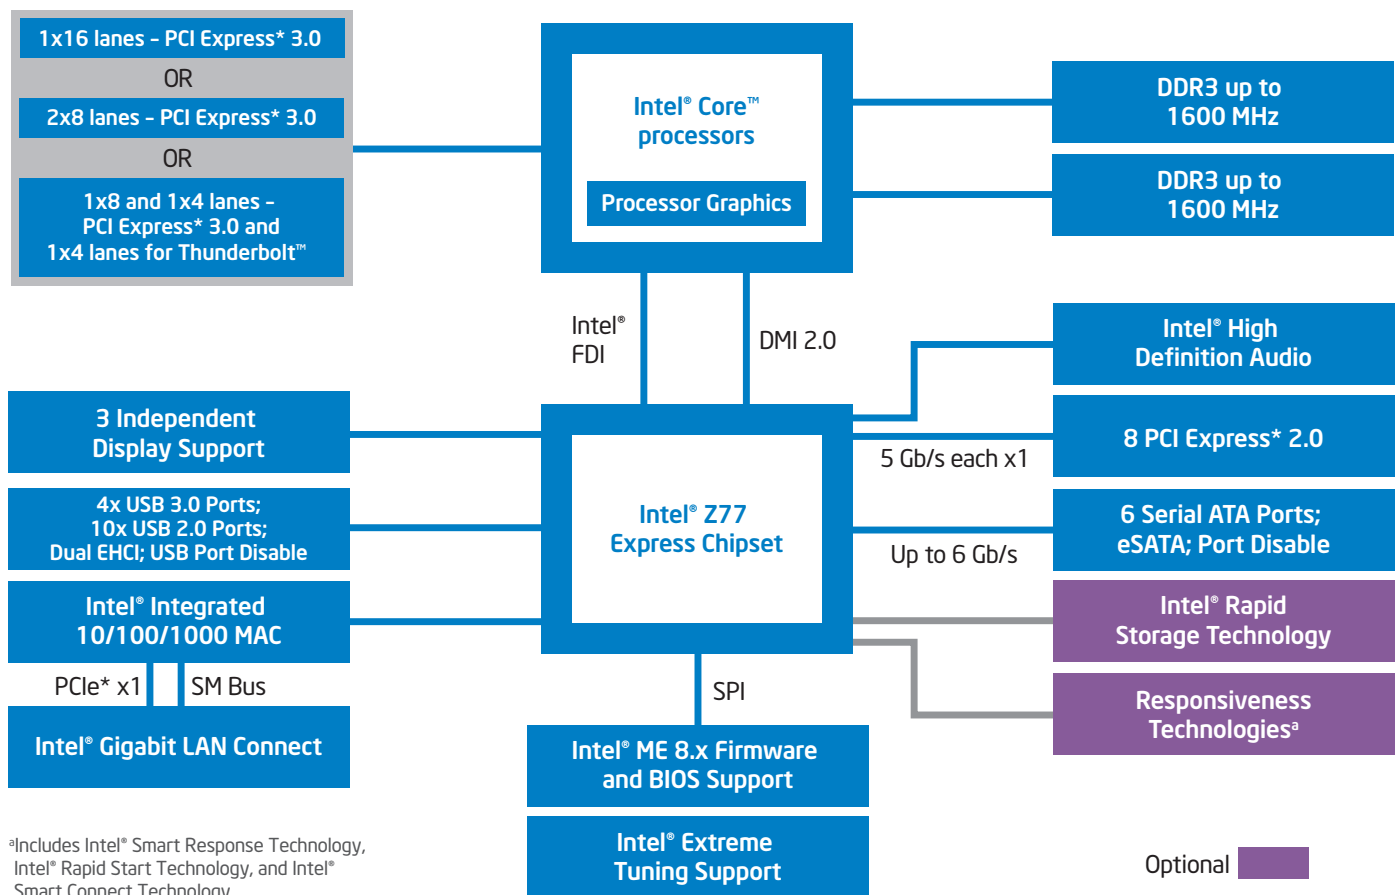 1x16 lanes – PCI Express* 3.0
OR
2x8 lanes – PCI Express* 3.0
OR
1x8 and 1x4 lanes –
PCI Express* 3.0 and
1x4 lanes for Thunderbolt™
Intel® Core™
processors
Processor Graphics
DDR3 up to
1600 MHz
DDR3 up to
1600 MHz
Intel®
FDI
DMI 2.0
Intel® High
Definition Audio
3 Independent
Display Support
8 PCI Express* 2.0
5 Gb/s each x1
4x USB 3.0 Ports;
10x USB 2.0 Ports;
Dual EHCI; USB Port Disable
Intel® Z77
Express Chipset
6 Serial ATA Ports;
eSATA; Port Disable
Up to 6 Gb/s
Intel® Integrated
10/100/1000 MAC
Intel® Rapid
Storage Technology
PCIe* x1
SM Bus
SPI
Responsiveness
Technologiesᵃ
Intel® Gigabit LAN Connect
Intel® ME 8.x Firmware
and BIOS Support
Intel® Extreme
Tuning Support
ᵃIncludes Intel® Smart Response Technology,
Intel® Rapid Start Technology, and Intel®
Smart Connect Technology
Optional